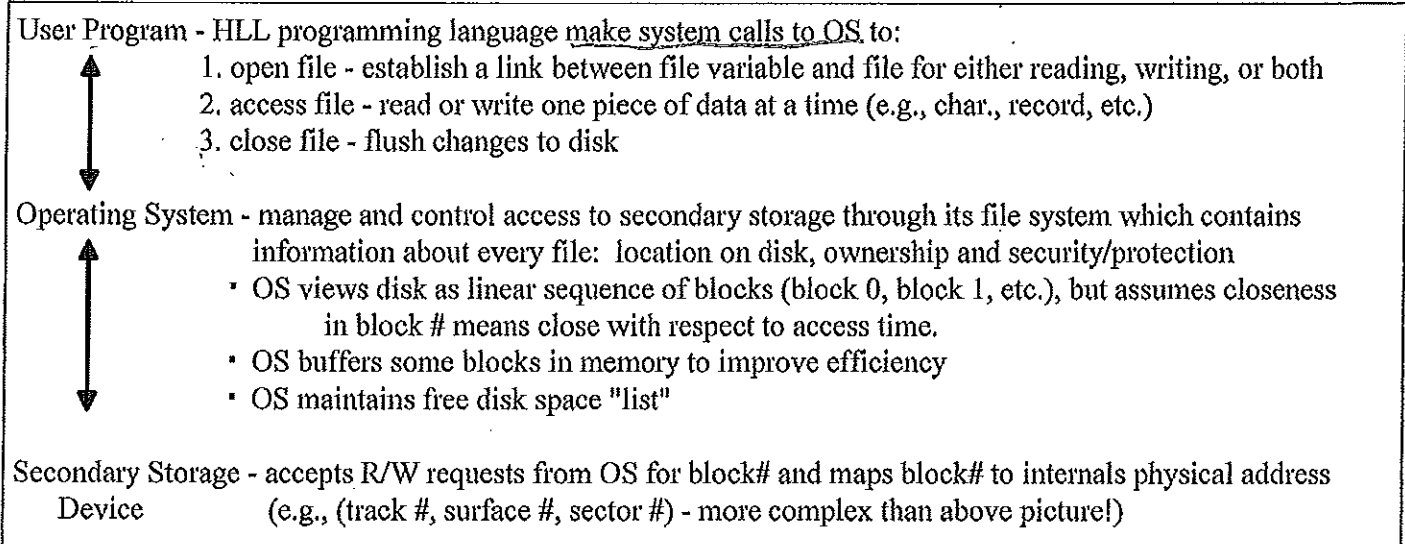 User Program - HLL programming language make system calls to OS to:
1. open file - establish a link between file variable and file for either reading, writing, or both
2. access file - read or write one piece of data at a time (e.g., char., record, etc.)
3. close file - flush changes to disk
Operating System - manage and control access to secondary storage through its file system which contains
information about every file: location on disk, ownership and security/protection
▪ OS views disk as linear sequence of blocks (block 0, block 1, etc.), but assumes closeness
in block # means close with respect to access time.
▪ OS buffers some blocks in memory to improve efficiency
▪ OS maintains free disk space "list"
Secondary Storage - accepts R/W requests from OS for block# and maps block# to internals physical address
Device (e.g., (track #, surface #, sector #) - more complex than above picture!)